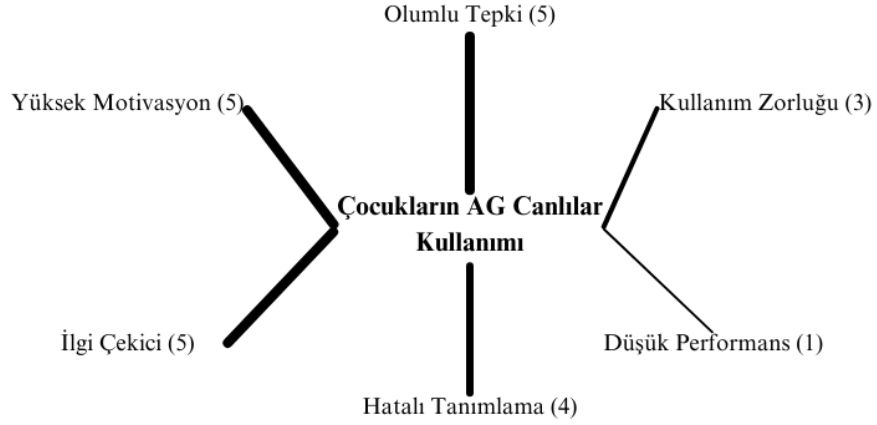 Olumlu Tepki (5)
Yüksek Motivasyon (5)
Kullanım Zorluğu (3)
Çocukların AG Canlılar
Kullanımı
İlgi Çekici (5)
Düşük Performans (1)
Hatalı Tanımlama (4)